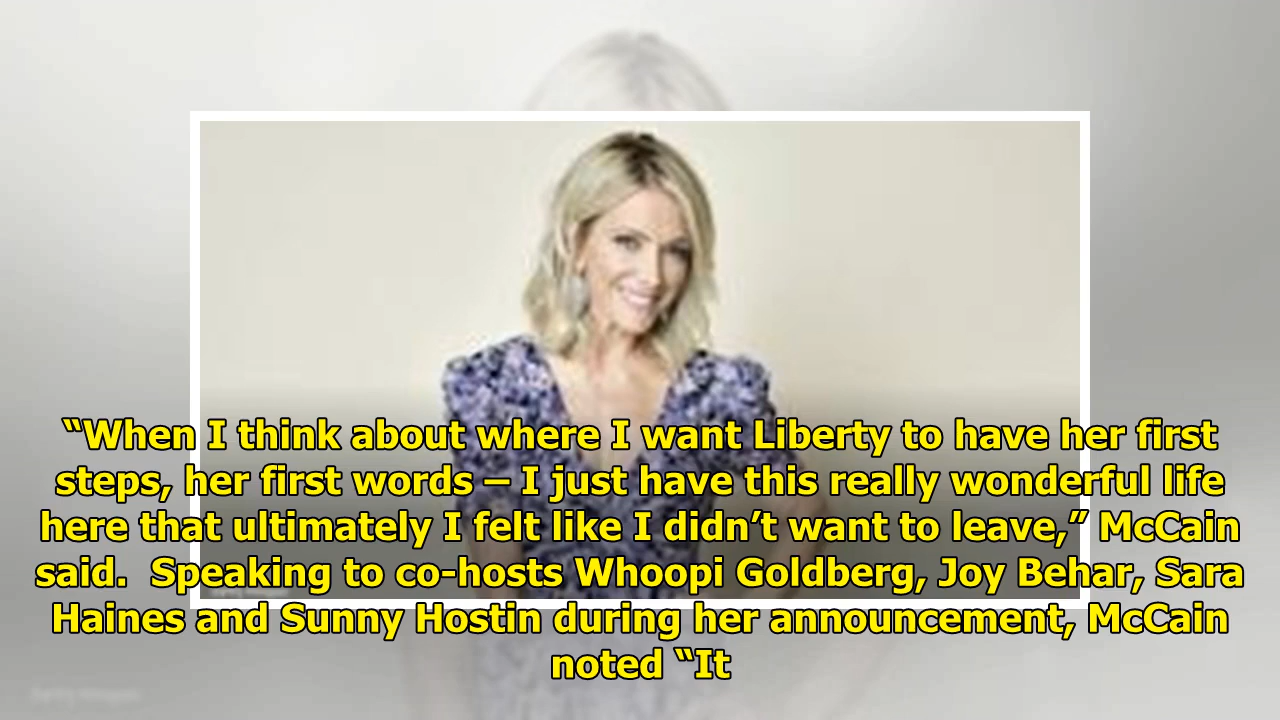 “When I think about where I want Liberty to have her first
steps, her first words – I just have this really wonderful life
here that ultimately I felt like I didn’t want to leave,” McCain
said.  Speaking to co-hosts Whoopi Goldberg, Joy Behar, Sara
Haines and Sunny Hostin during her announcement, McCain
noted “It